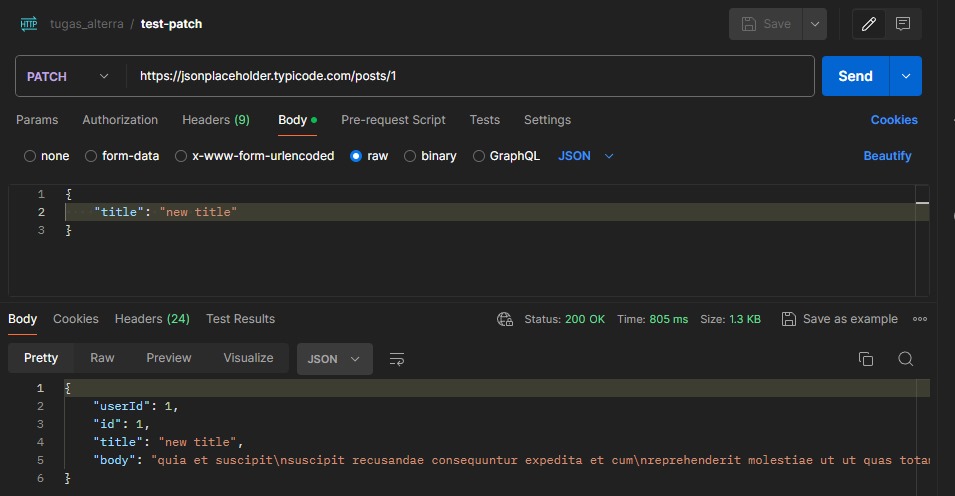 HTTP tugas_alterra / test-patch Save
PATCH https://jsonplaceholder.typicode.com/posts/1 Send
Params Authorization Headers (9) Body Pre-request Script Tests Settings Cookies
none form-data x-www-form-urlencoded raw binary GraphQL JSON Beautify
1 {
2 "title": "new title"
3 }
Body Cookies Headers (24) Test Results Status: 200 OK Time: 805 ms Size: 1.3 KB Save as example
Pretty Raw Preview Visualize JSON
1 {
2 "userId": 1,
3 "id": 1,
4 "title": "new title",
5 "body": "quia et suscipit\nsuscipit recusandae consequuntur expedita et cum\nreprehenderit molestiae ut ut quas
6 }